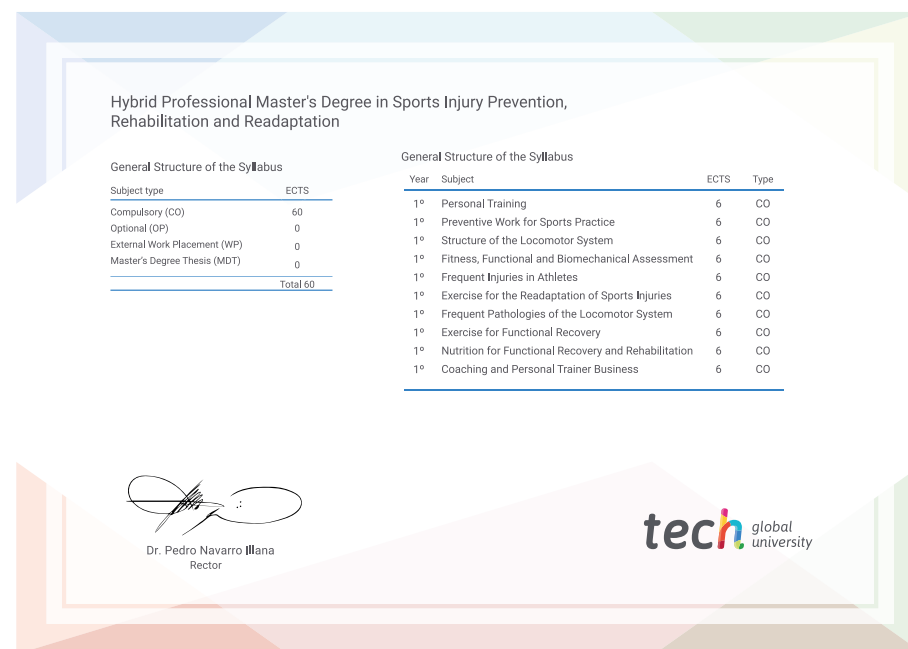 Hybrid Professional Master's Degree in Sports Injury Prevention,
Rehabilitation and Readaptation
General Structure of the Syllabus
Subject type ECTS
Compulsory (CO) 60
Optional (OP) 0
External Work Placement (WP) 0
Master's Degree Thesis (MDT) 0
Total 60
General Structure of the Syllabus
Year Subject ECTS Type
1º Personal Training 6 CO
1º Preventive Work for Sports Practice 6 CO
1º Structure of the Locomotor System 6 CO
1º Fitness, Functional and Biomechanical Assessment 6 CO
1º Frequent Injuries in Athletes 6 CO
1º Exercise for the Readaptation of Sports Injuries 6 CO
1º Frequent Pathologies of the Locomotor System 6 CO
1º Exercise for Functional Recovery 6 CO
1º Nutrition for Functional Recovery and Rehabilitation 6 CO
1º Coaching and Personal Trainer Business 6 CO
Dr. Pedro Navarro Illana
Rector
tech global
university